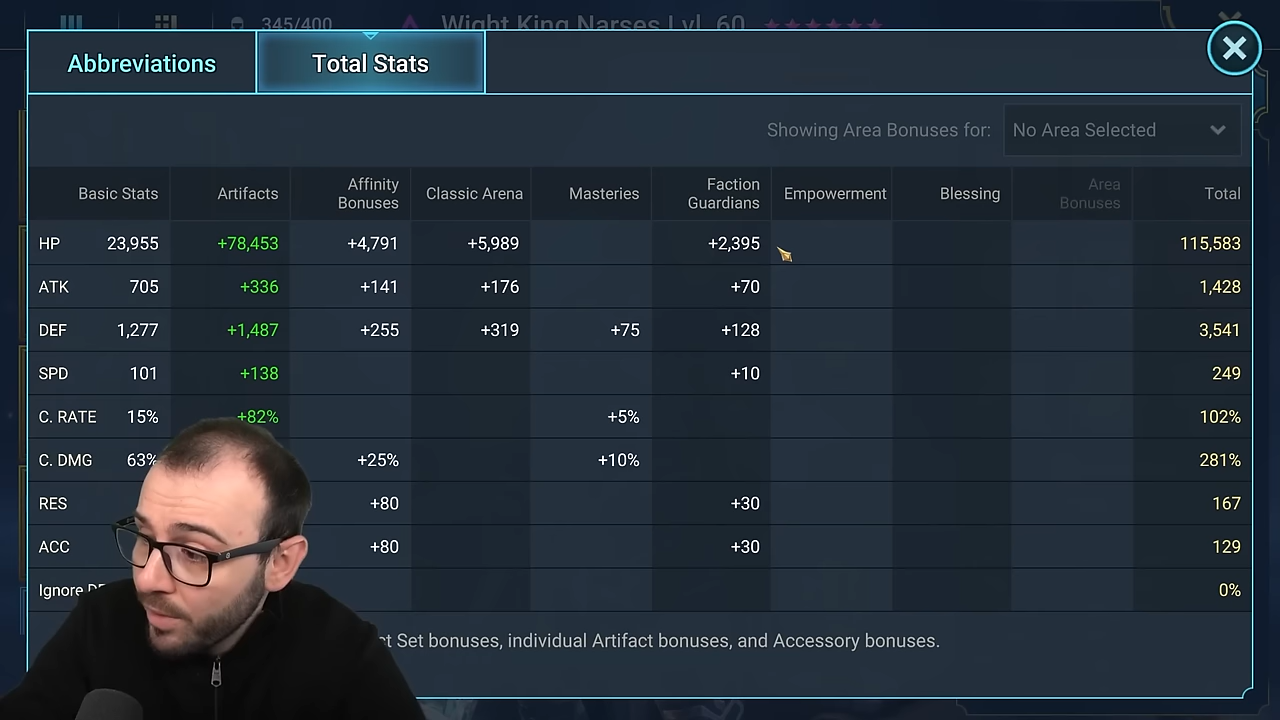 345/400 Wight King Narses Lvl. 60
Abbreviations Total Stats
Showing Area Bonuses for: No Area Selected
Basic Stats Artifacts Affinity Bonuses Classic Arena Masteries Faction Guardians Empowerment Blessing Area Bonuses Total
HP 23,955 +78,453 +4,791 +5,989 +2,395 115,583
ATK 705 +336 +141 +176 +70 1,428
DEF 1,277 +1,487 +255 +319 +75 +128 3,541
SPD 101 +138 +10 249
C. RATE 15% +82% +5% 102%
C. DMG 63% +25% +10% 281%
RES +80 +30 167
ACC +80 +30 129
Ignore 0%
Set bonuses, individual Artifact bonuses, and Accessory bonuses.